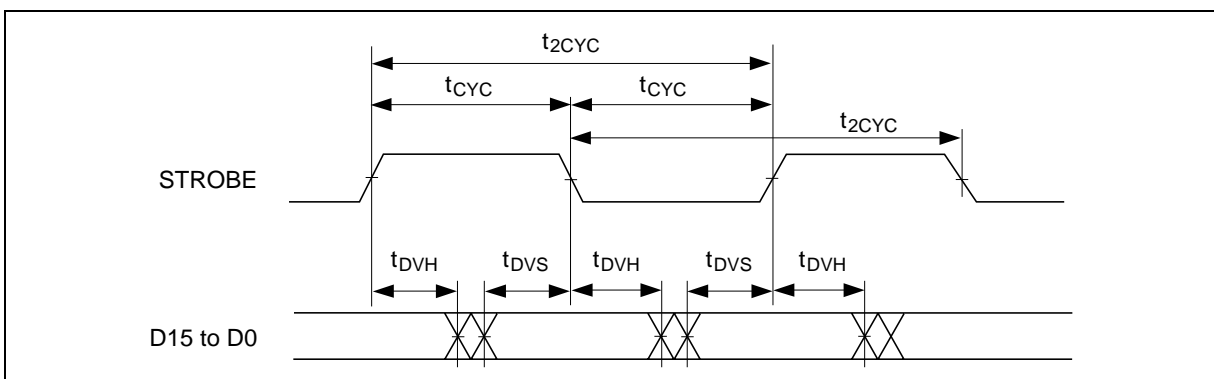 t2CYC
tCYC tCYC
t2CYC
STROBE
tDVH tDVS tDVH tDVS tDVH
D15 to D0